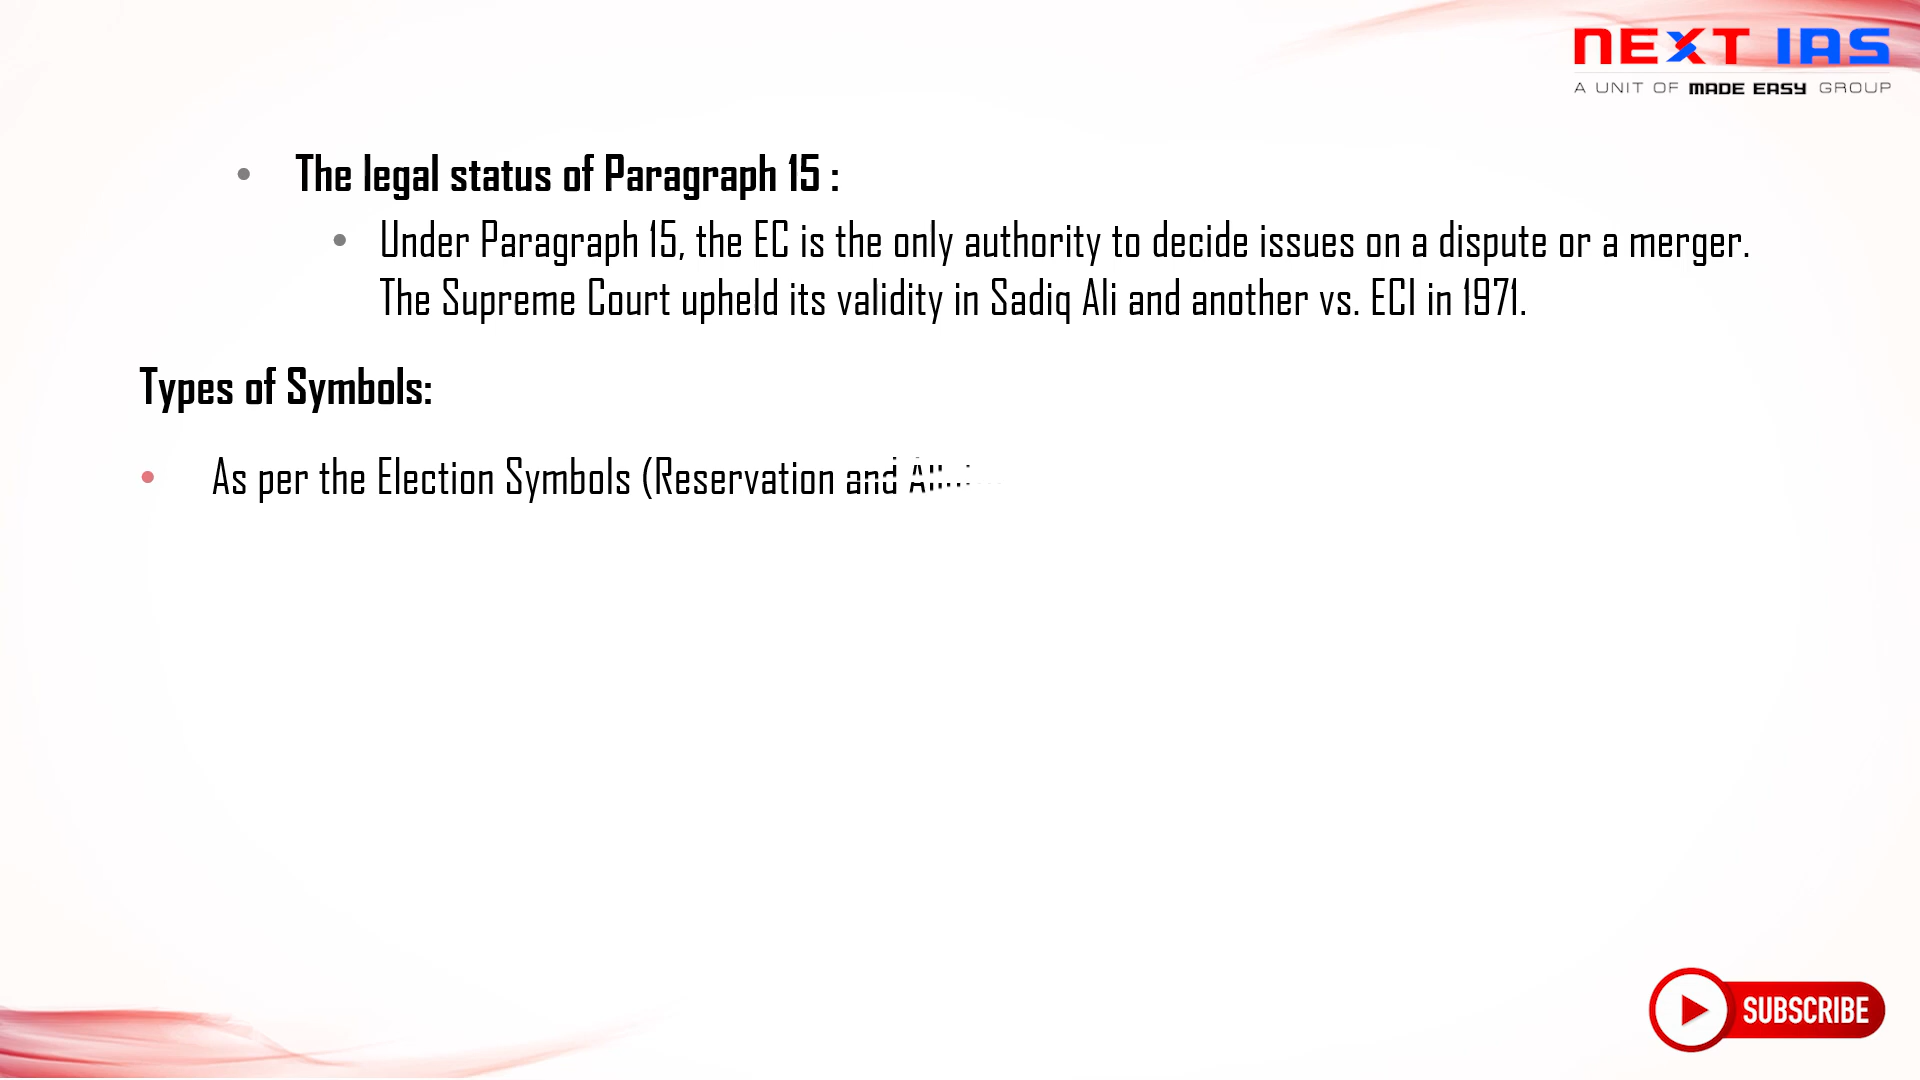 NEXT IAS
A UNIT OF MADE EASY GROUP
• The legal status of Paragraph 15 :
• Under Paragraph 15, the EC is the only authority to decide issues on a dispute or a merger.
The Supreme Court upheld its validity in Sadiq Ali and another vs. ECI in 1971.
Types of Symbols:
• As per the Election Symbols (Reservation and
SUBSCRIBE